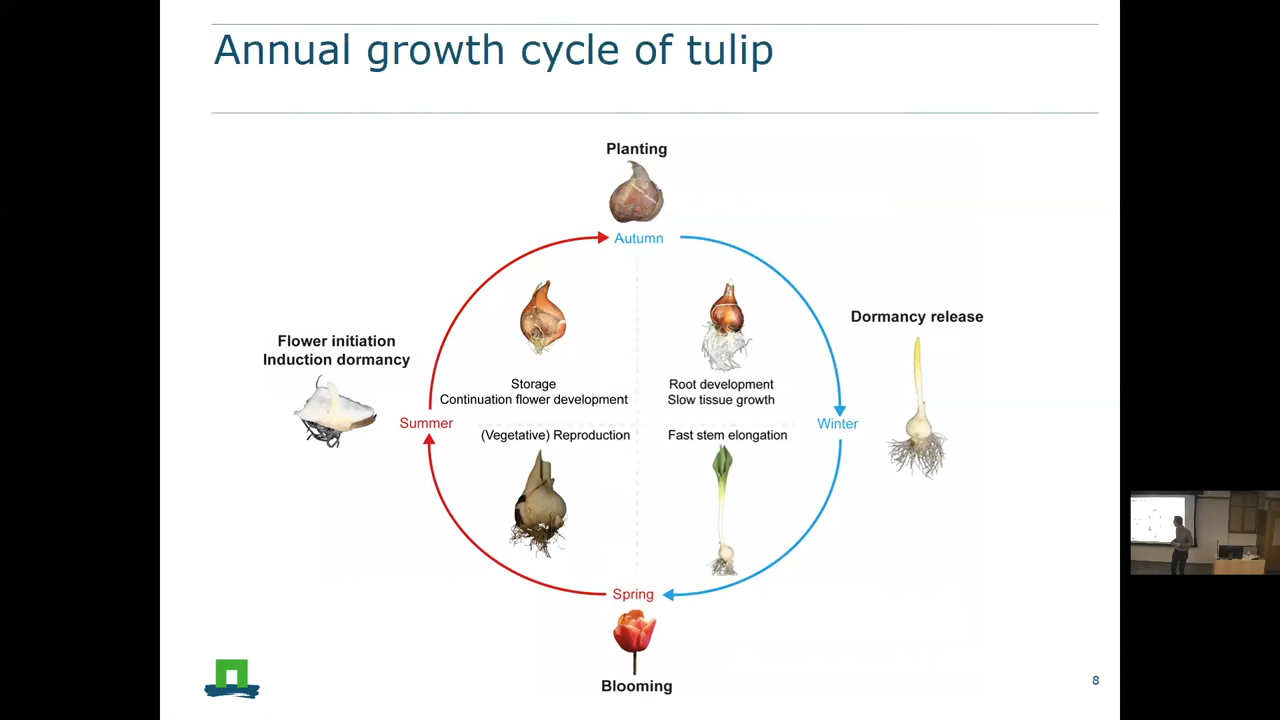 Annual growth cycle of tulip
Planting
Autumn
Dormancy release
Flower initiation
Induction dormancy
Storage
Continuation flower development
Root development
Slow tissue growth
Summer
Winter
(Vegetative) Reproduction
Fast stem elongation
Spring
Blooming
8